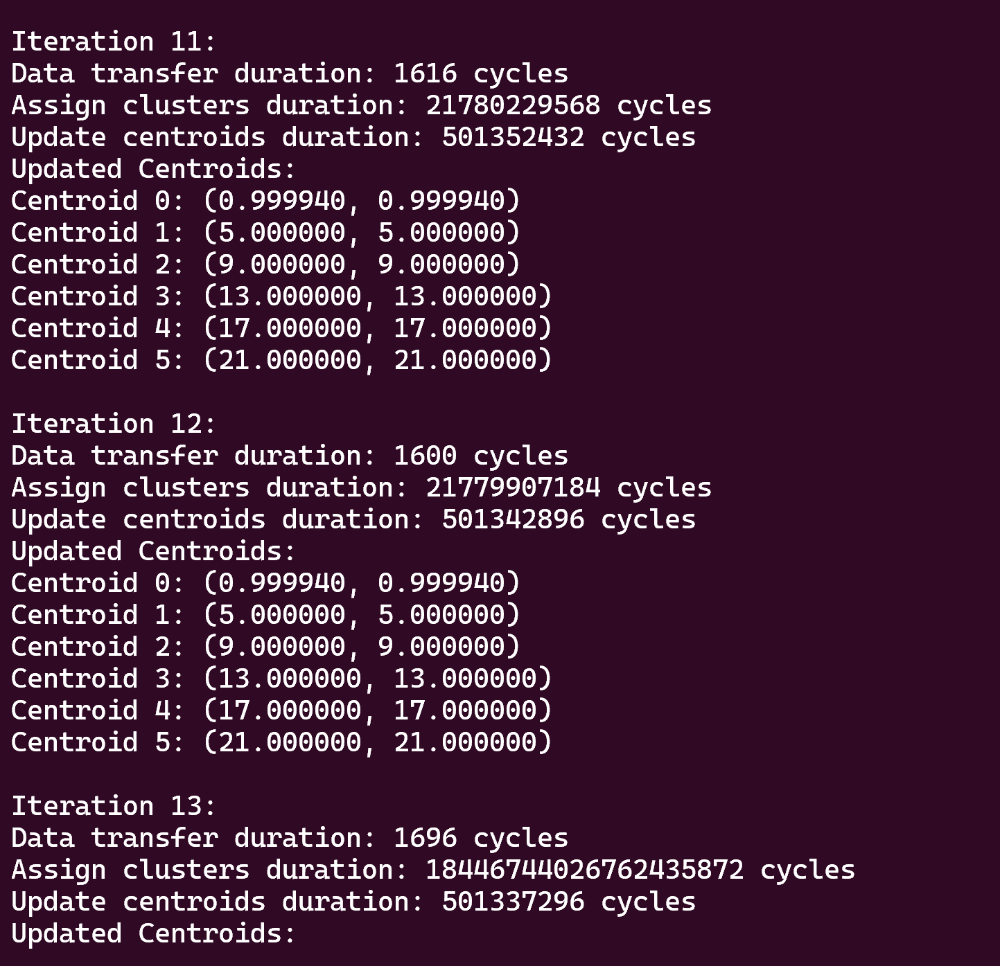 Iteration 11:
Data transfer duration: 1616 cycles
Assign clusters duration: 21780229568 cycles
Update centroids duration: 501352432 cycles
Updated Centroids:
Centroid 0: (0.999940, 0.999940)
Centroid 1: (5.000000, 5.000000)
Centroid 2: (9.000000, 9.000000)
Centroid 3: (13.000000, 13.000000)
Centroid 4: (17.000000, 17.000000)
Centroid 5: (21.000000, 21.000000)
Iteration 12:
Data transfer duration: 1600 cycles
Assign clusters duration: 21779907184 cycles
Update centroids duration: 501342896 cycles
Updated Centroids:
Centroid 0: (0.999940, 0.999940)
Centroid 1: (5.000000, 5.000000)
Centroid 2: (9.000000, 9.000000)
Centroid 3: (13.000000, 13.000000)
Centroid 4: (17.000000, 17.000000)
Centroid 5: (21.000000, 21.000000)
Iteration 13:
Data transfer duration: 1696 cycles
Assign clusters duration: 18446744026762435872 cycles
Update centroids duration: 501337296 cycles
Updated Centroids: